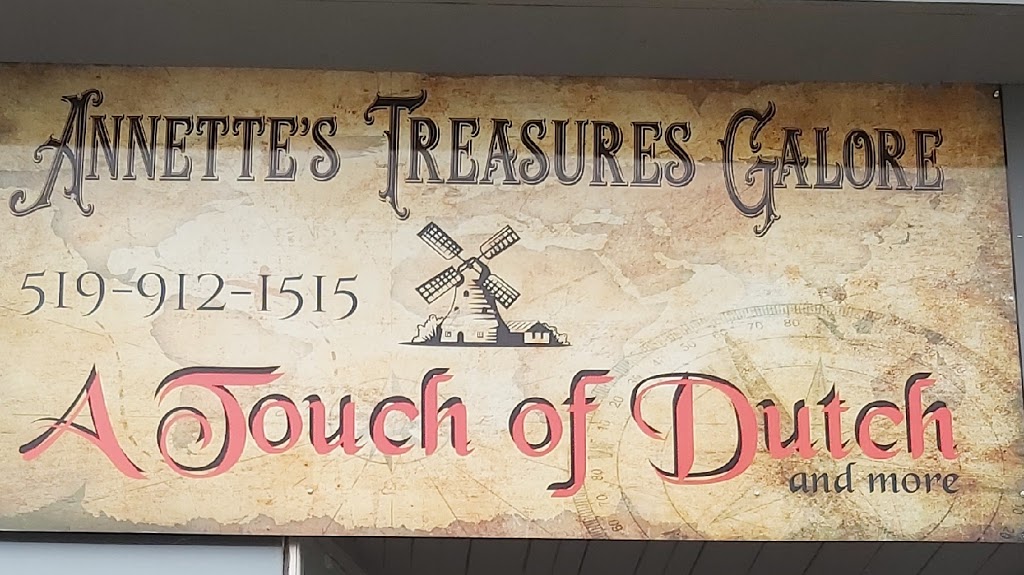 Annette's Treasures Galore
519-912-1515
A Touch of Dutch
and more